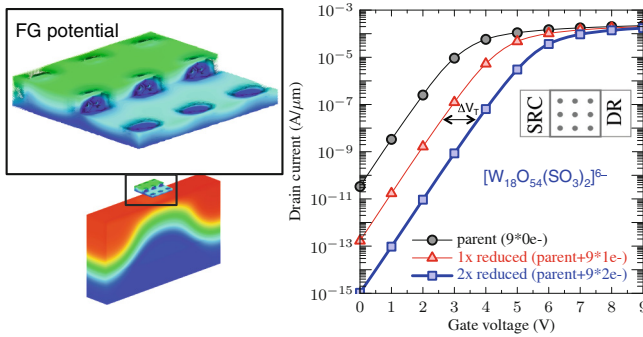 FG potential
Drain current (A/μm)
10⁻³
10⁻⁵
10⁻⁷
10⁻⁹
10⁻¹¹
10⁻¹³
10⁻¹⁵
ΔV_T
SRC
DR
[W₁₈O₅₄(SO₃)₂]⁶⁻
parent (9*0e-)
1x reduced (parent+9*1e-)
2x reduced (parent+9*2e-)
0 1 2 3 4 5 6 7 8 9
Gate voltage (V)